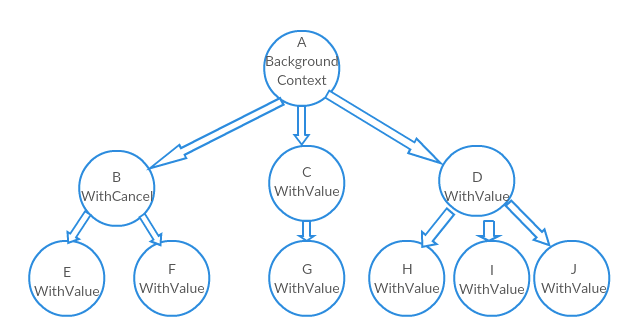 A
Background
Context
B
WithCancel
C
WithValue
D
WithValue
E
WithValue
F
WithValue
G
WithValue
H
WithValue
I
WithValue
J
WithValue